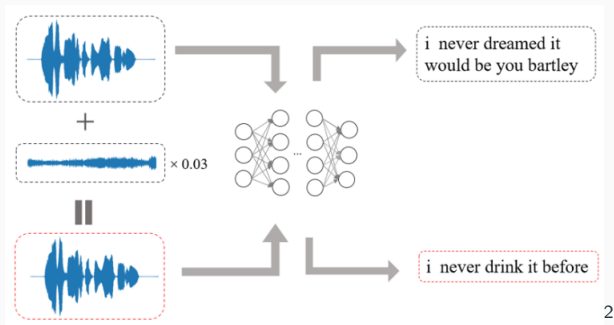 i never dreamed it
would be you bartley
+
× 0.03
...
i never drink it before
2